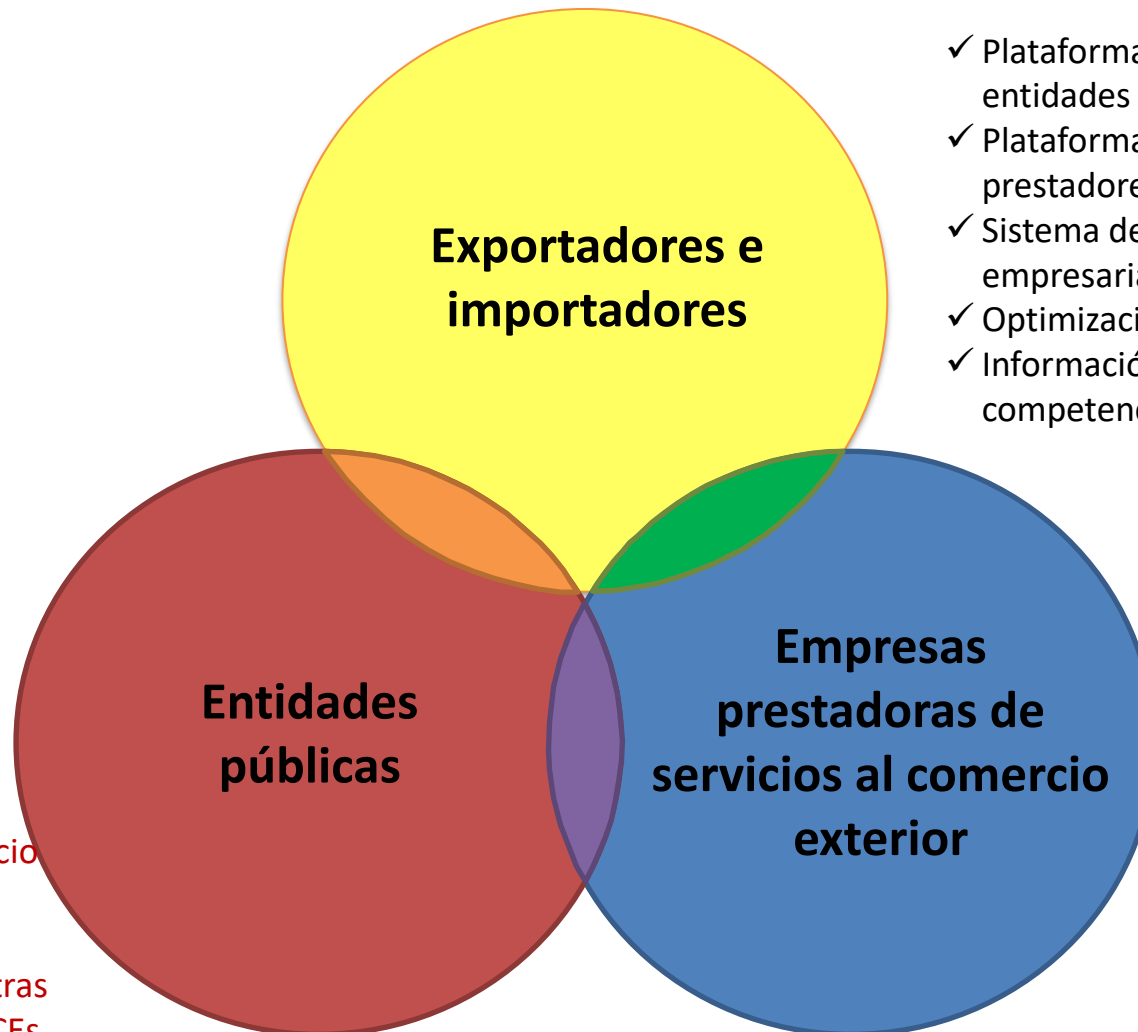 ✓ Plataforma
entidades
✓ Plataforma
prestadore
✓ Sistema de
empresaria
✓ Optimizaci
✓ Informació
competenc
Exportadores e
importadores
Entidades
públicas
Empresas
prestadoras de
servicios al comercio
exterior
cio
tras
CEs